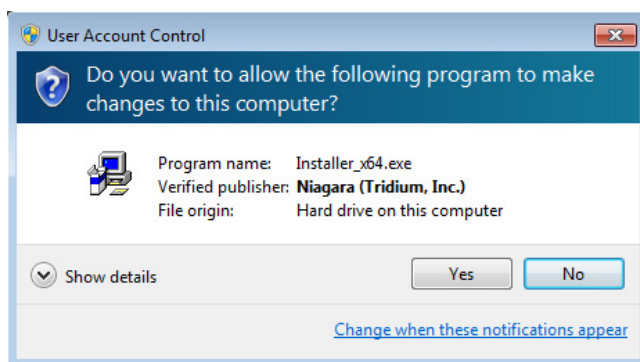 User Account Control
Do you want to allow the following program to make
changes to this computer?
Program name: Installer_x64.exe
Verified publisher: Niagara (Tridium, Inc.)
File origin: Hard drive on this computer
Show details Yes No
Change when these notifications appear